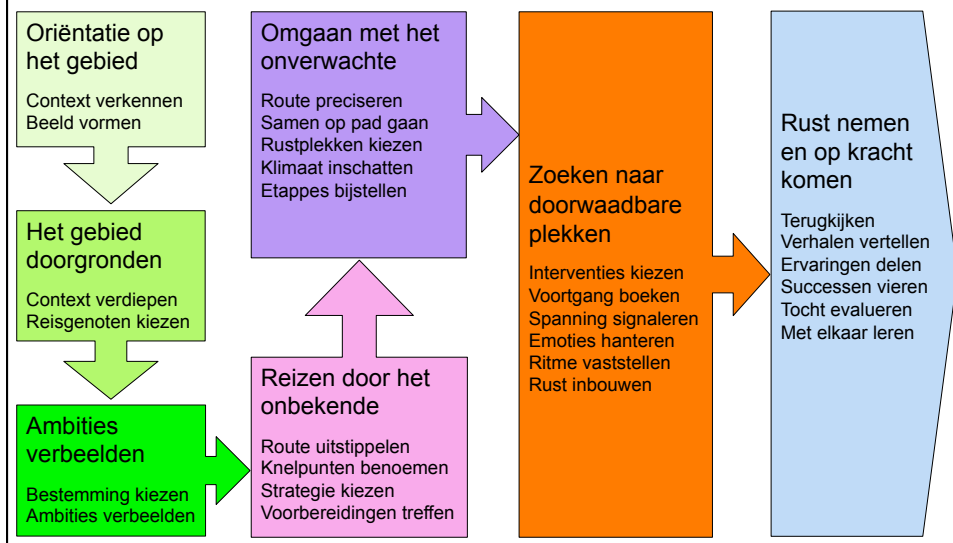 Oriëntatie op
het gebied
Context verkennen
Beeld vormen
Het gebied
doorgronden
Context verdiepen
Reisgenoten kiezen
Ambities
verbeelden
Bestemming kiezen
Ambities verbeelden
Reizen door het
onbekende
Route uitstippelen
Knelpunten benoemen
Strategie kiezen
Voorbereidingen treffen
Omgaan met het
onverwachte
Route preciseren
Samen op pad gaan
Rustplekken kiezen
Klimaat inschatten
Etappes bijstellen
Zoeken naar
doorwaadbare
plekken
Interventies kiezen
Voortgang boeken
Spanning signaleren
Emoties hanteren
Ritme vaststellen
Rust inbouwen
Rust nemen
en op kracht
komen
Terugkijken
Verhalen vertellen
Ervaringen delen
Successen vieren
Tocht evalueren
Met elkaar leren